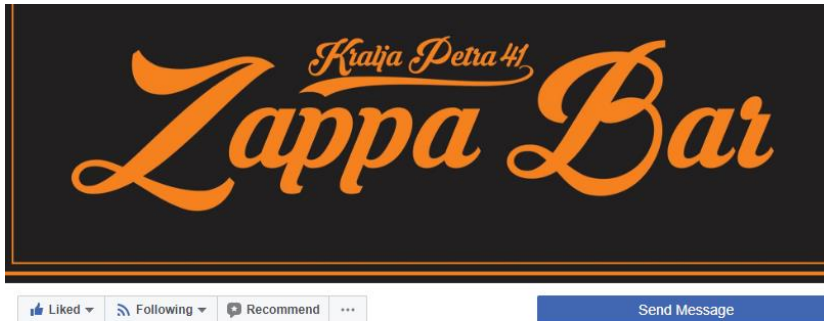 Kralja Petra 41
Zappa Bar
Liked Following Recommend ... Send Message